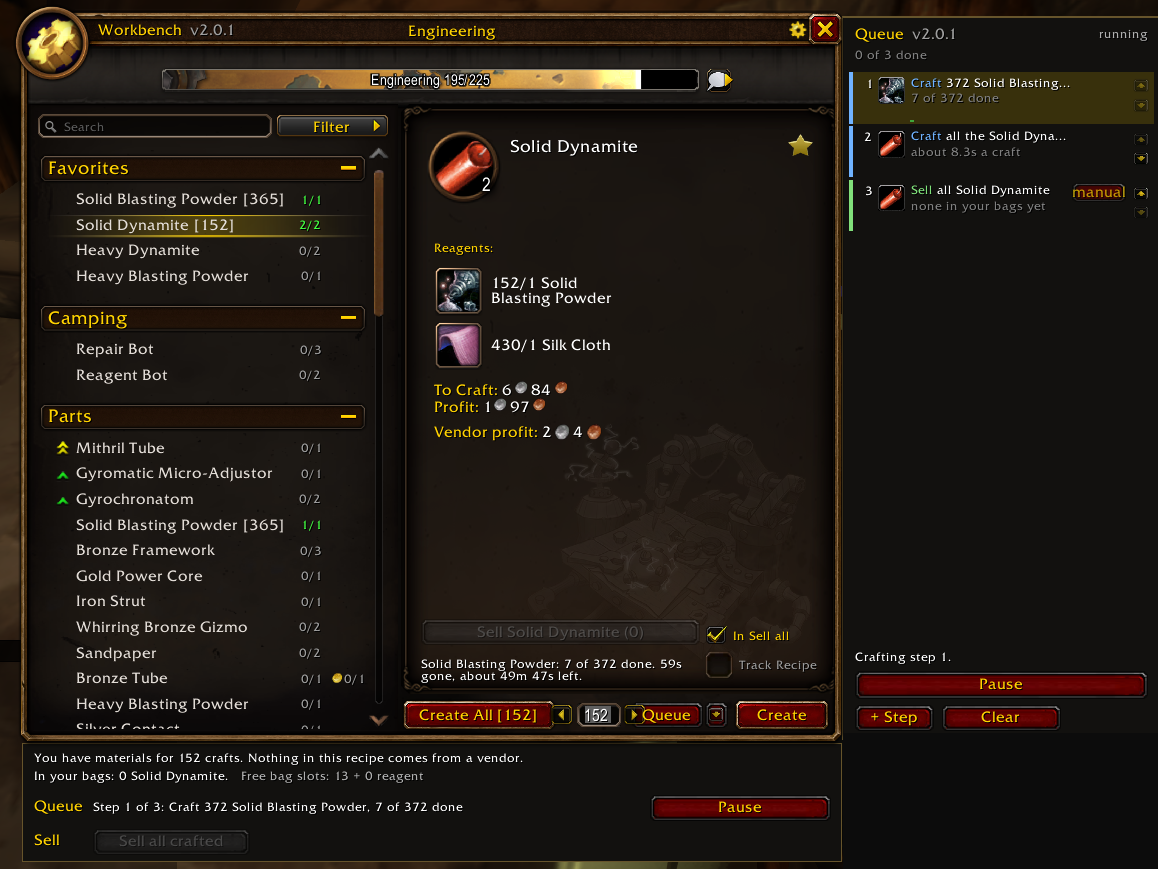 Workbench v2.0.1
Engineering
Engineering 195/225
Search
Filter
Favorites
Solid Blasting Powder [365] 1/1
Solid Dynamite [152] 2/2
Heavy Dynamite 0/2
Heavy Blasting Powder 0/1
Camping
Repair Bot 0/3
Reagent Bot 0/2
Parts
Mithril Tube 0/1
Gyromatic Micro-Adjustor 0/1
Gyrochronatom 0/2
Solid Blasting Powder [365] 1/1
Bronze Framework 0/3
Gold Power Core 0/1
Iron Strut 0/1
Whirring Bronze Gizmo 0/2
Sandpaper 0/2
Bronze Tube 0/1 0/1
Heavy Blasting Powder 0/1
Silver Contact 0/1
2
Solid Dynamite
Reagents:
152/1 Solid
Blasting Powder
430/1 Silk Cloth
To Craft: 6 84
Profit: 1 97
Vendor profit: 2 4
Sell Solid Dynamite (0)
In Sell all
Solid Blasting Powder: 7 of 372 done. 59s
gone, about 49m 47s left.
Track Recipe
Create All [152]
152
Queue
Create
You have materials for 152 crafts. Nothing in this recipe comes from a vendor.
In your bags: 0 Solid Dynamite. Free bag slots: 13 + 0 reagent
Queue Step 1 of 3: Craft 372 Solid Blasting Powder, 7 of 372 done
Pause
Sell
Sell all crafted
Queue v2.0.1
running
0 of 3 done
1 Craft 372 Solid Blasting...
7 of 372 done
2 Craft all the Solid Dyna...
about 8.3s a craft
3 Sell all Solid Dynamite
manual
none in your bags yet
Crafting step 1.
Pause
+ Step
Clear